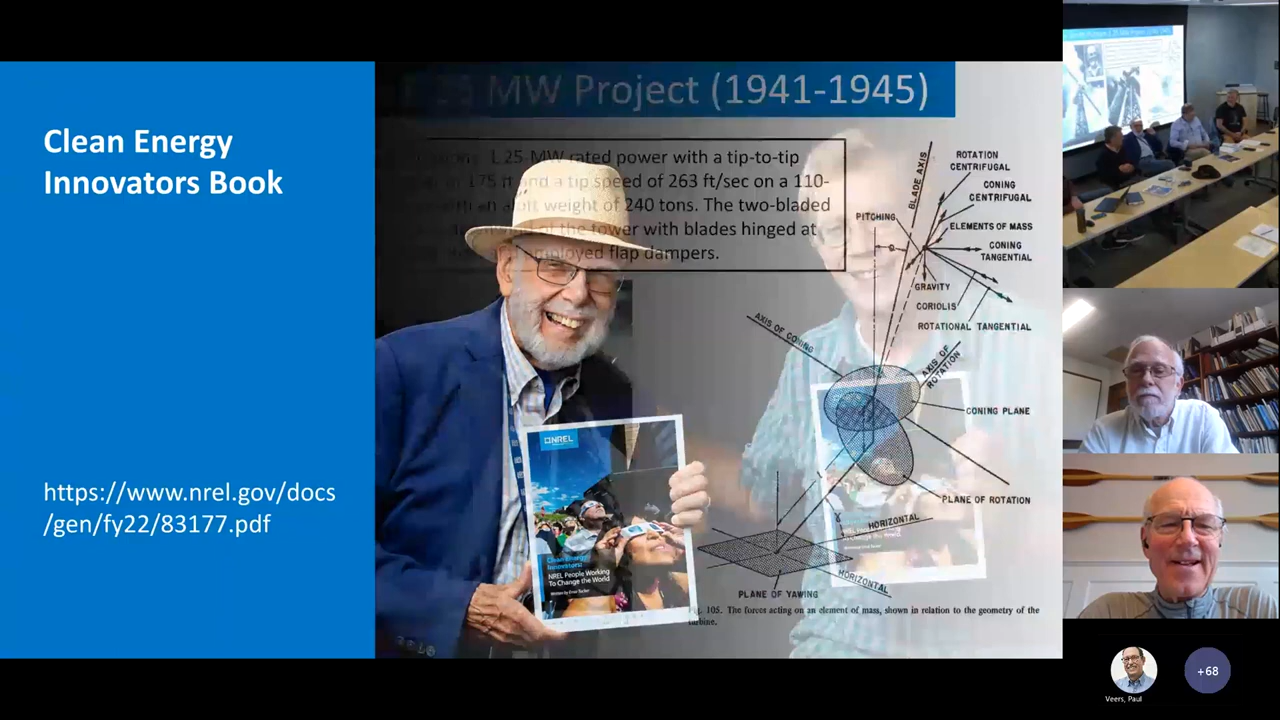 Clean Energy
Innovators Book
https://www.nrel.gov/docs
/gen/fy22/83177.pdf
MW Project (1941-1945)
1.25-MW rated power with a tip-to-tip
175 ft and a tip speed of 263 ft/sec on a 110-
weight of 240 tons. The two-bladed
of the tower with blades hinged at
employed flap dampers.
BLADE AXIS
ROTATION
CENTRIFUGAL
CONING
CENTRIFUGAL
PITCHING
ELEMENTS OF MASS
CONING
TANGENTIAL
GRAVITY
CORIOLIS
ROTATIONAL TANGENTIAL
AXIS OF CONING
AXIS OF
ROTATION
CONING PLANE
PLANE OF ROTATION
HORIZONTAL
HORIZONTAL
PLANE OF YAWING
105. The forces acting on an element of mass, shown in relation to the geometry of the
turbine.
NREL
Clean Energy
Innovators:
NREL People Working
To Change the World
Written by Ernie Tucker
Veers, Paul
+68